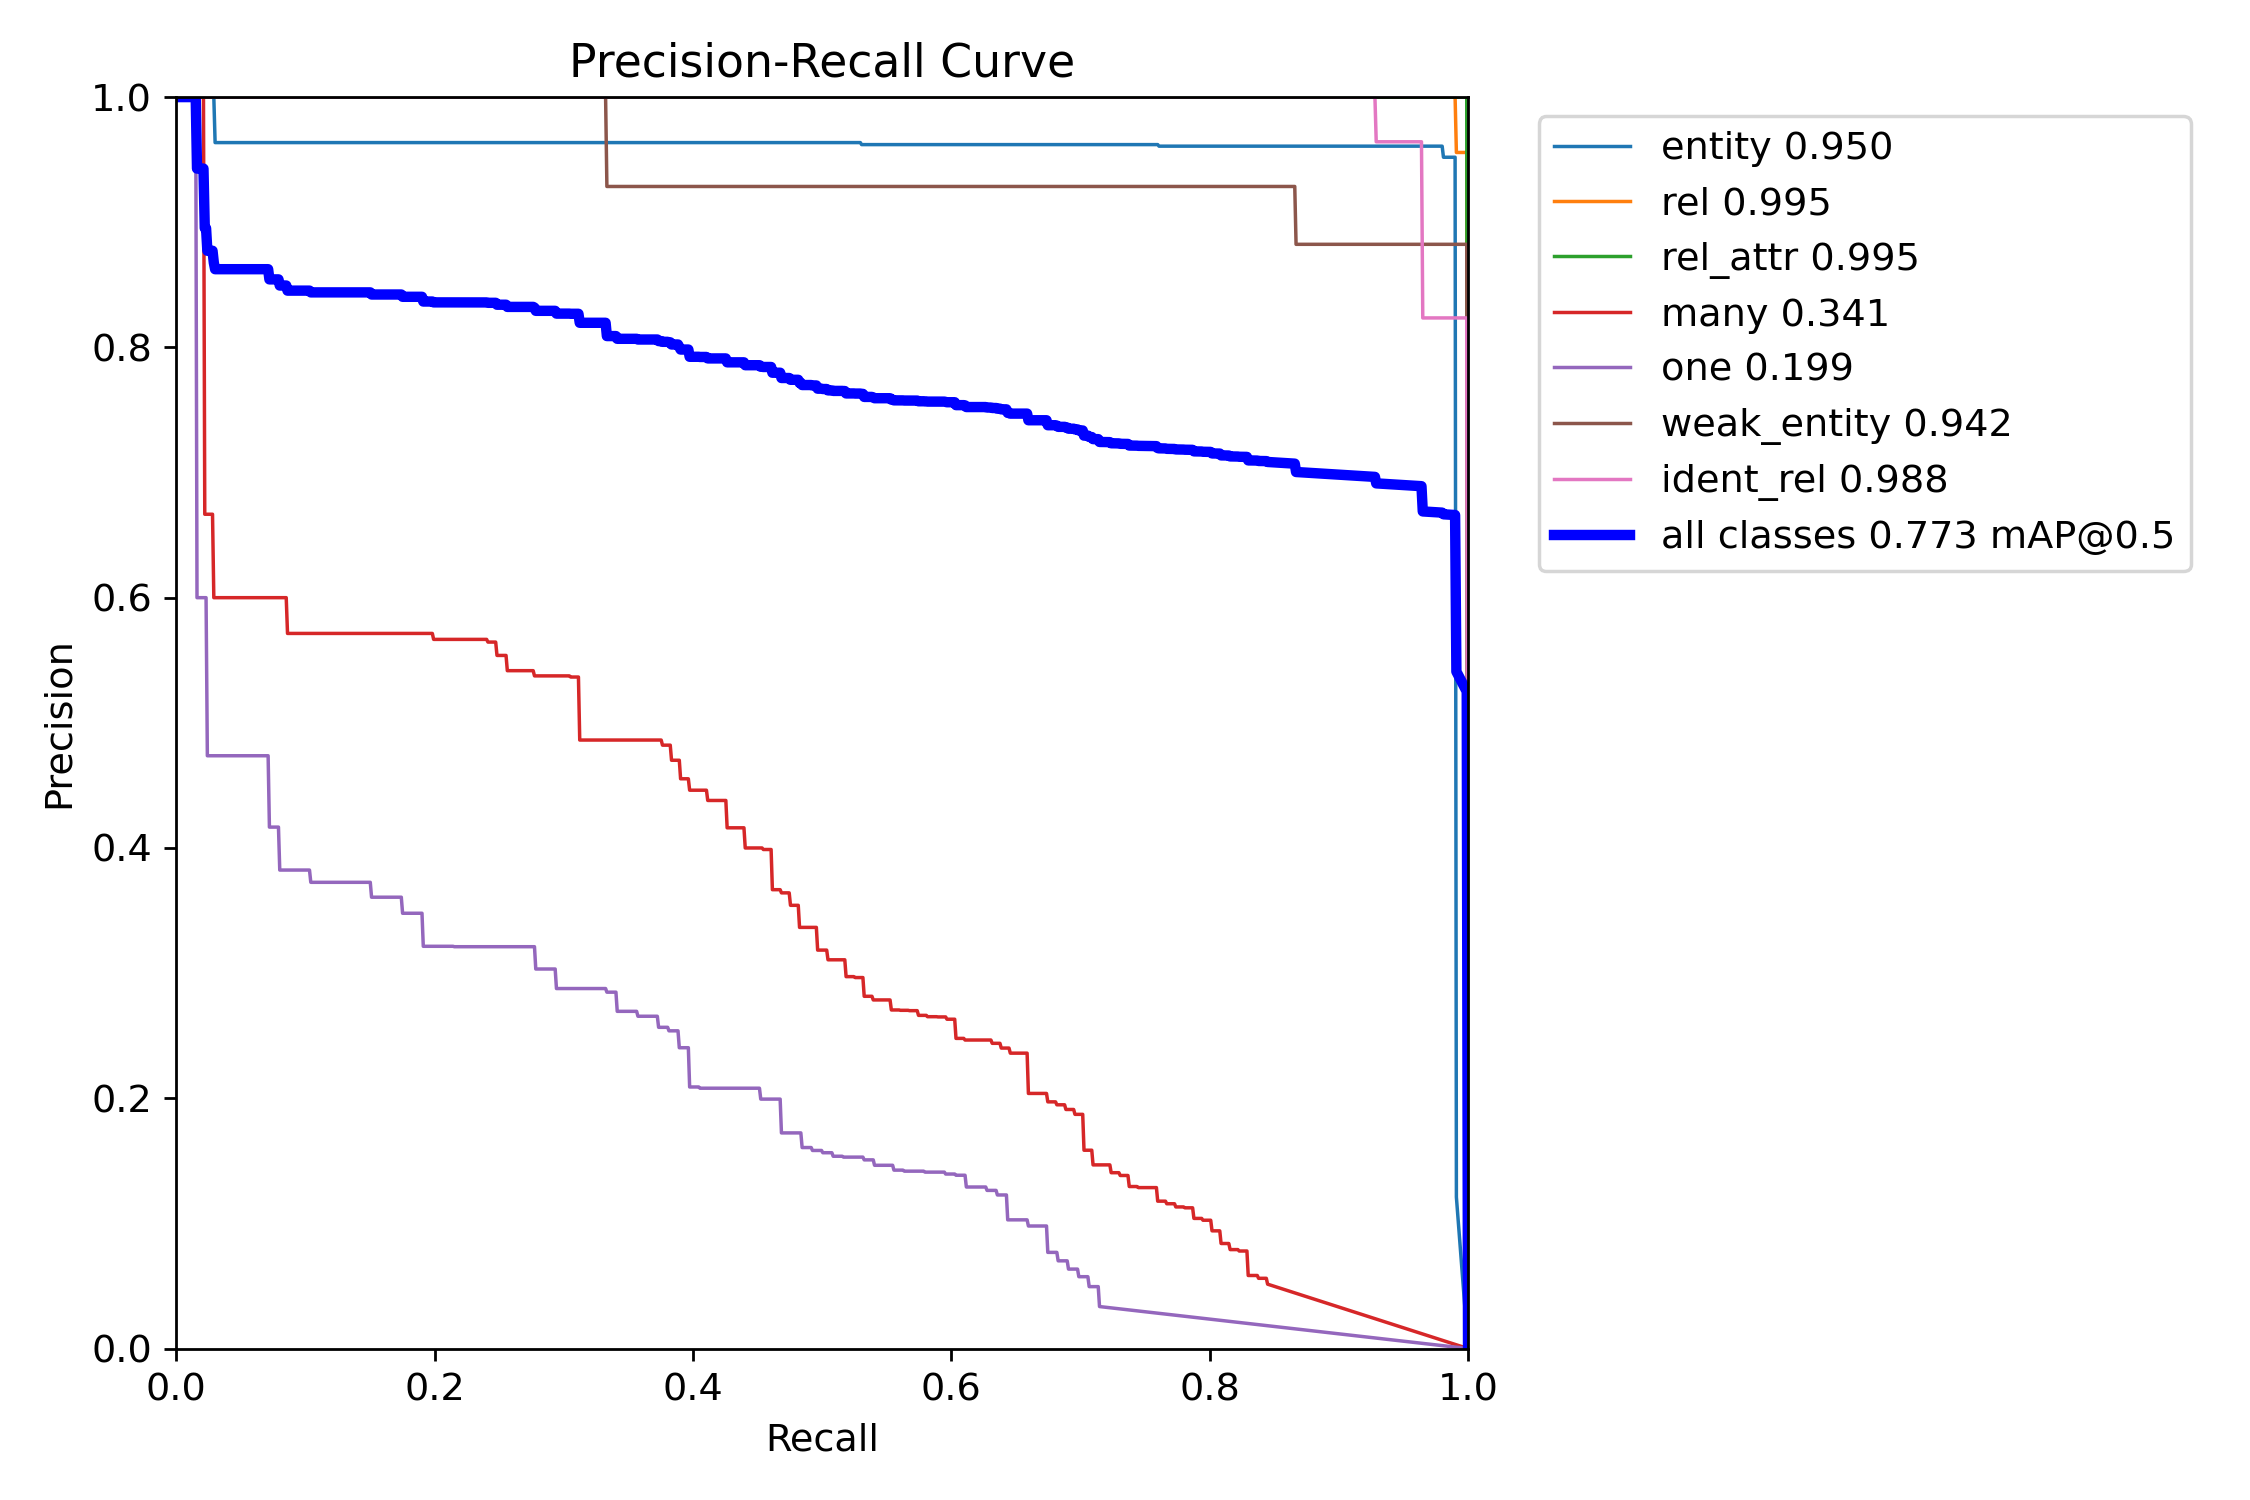 Precision-Recall Curve
1.0
0.8
0.6
0.4
0.2
0.0
Precision
0.0 0.2 0.4 0.6 0.8 1.0
Recall
entity 0.950
rel 0.995
rel_attr 0.995
many 0.341
one 0.199
weak_entity 0.942
ident_rel 0.988
all classes 0.773 mAP@0.5